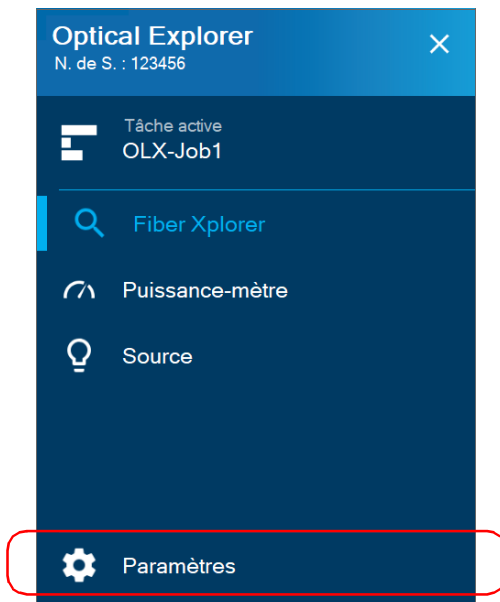 Optical Explorer
N. de S. : 123456
Tâche active
OLX-Job1
Fiber Xplorer
Puissance-mètre
Source
Paramètres